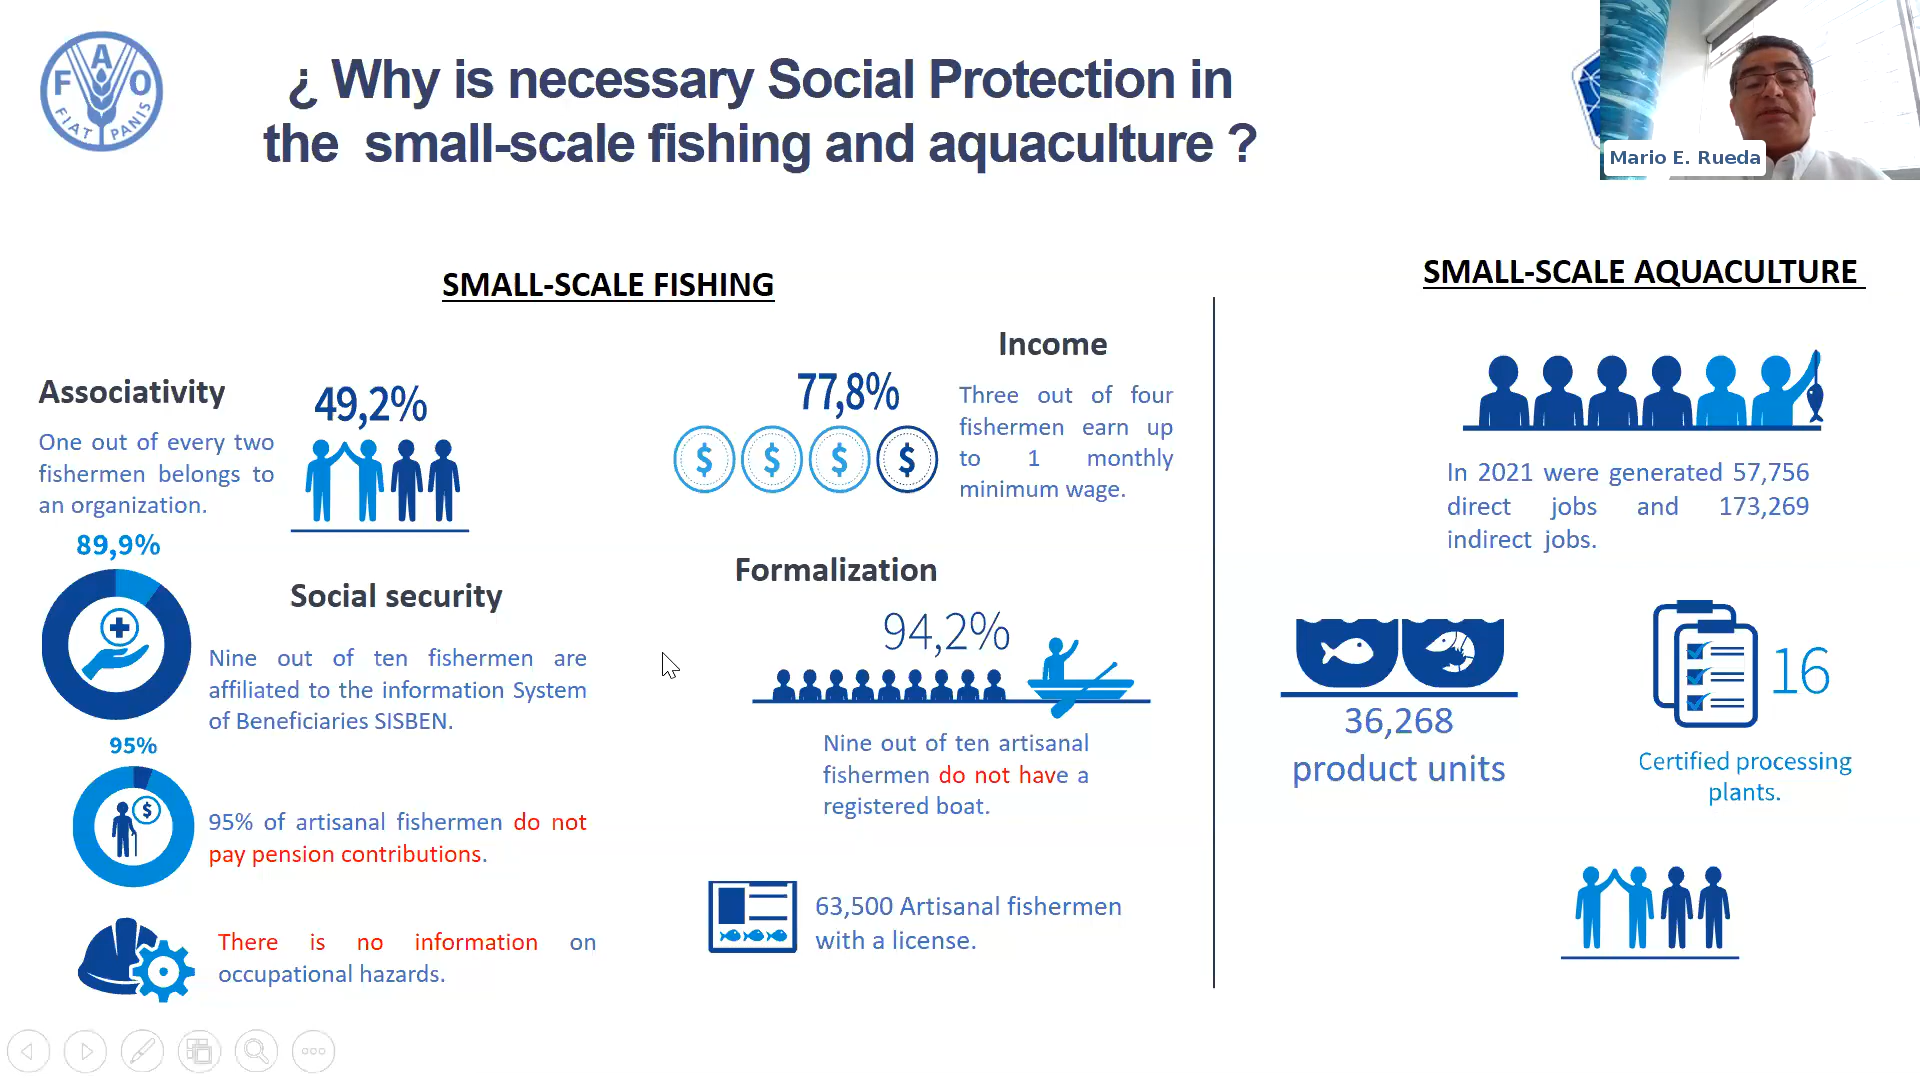 F A O
FIAT PANIS
¿ Why is necessary Social Protection in
the small-scale fishing and aquaculture ?
Mario E. Rueda
SMALL-SCALE FISHING
Associativity
49,2%
One out of every two
fishermen belongs to
an organization.
89,9%
Social security
Nine out of ten fishermen are
affiliated to the information System
of Beneficiaries SISBEN.
95%
$
95% of artisanal fishermen do not
pay pension contributions.
There is no information on
occupational hazards.
Income
77,8%
$ $ $ $
Three out of four
fishermen earn up
to 1 monthly
minimum wage.
Formalization
94,2%
Nine out of ten artisanal
fishermen do not have a
registered boat.
63,500 Artisanal fishermen
with a license.
SMALL-SCALE AQUACULTURE
In 2021 were generated 57,756
direct jobs and 173,269
indirect jobs.
36,268
product units
16
Certified processing
plants.